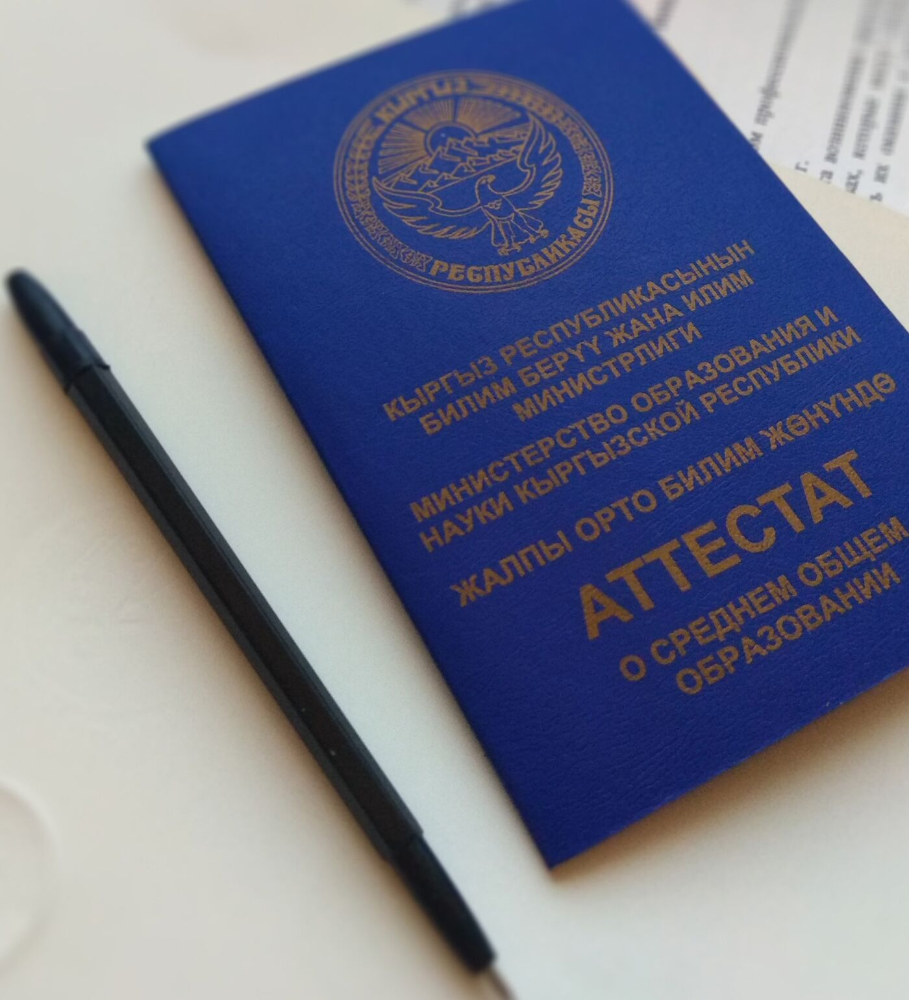 КЫРГЫЗ
РЕСПУБЛИКАСЫ
КЫРГЫЗ РЕСПУБЛИКАСЫНЫН
БИЛИМ БЕРҮҮ ЖАНА ИЛИМ
МИНИСТРЛИГИ
МИНИСТЕРСТВО ОБРАЗОВАНИЯ И
НАУКИ КЫРГЫЗСКОЙ РЕСПУБЛИКИ
ЖАЛПЫ ОРТО БИЛИМ ЖӨНҮНДӨ
АТТЕСТАТ
О СРЕДНЕМ ОБЩЕМ
ОБРАЗОВАНИИ